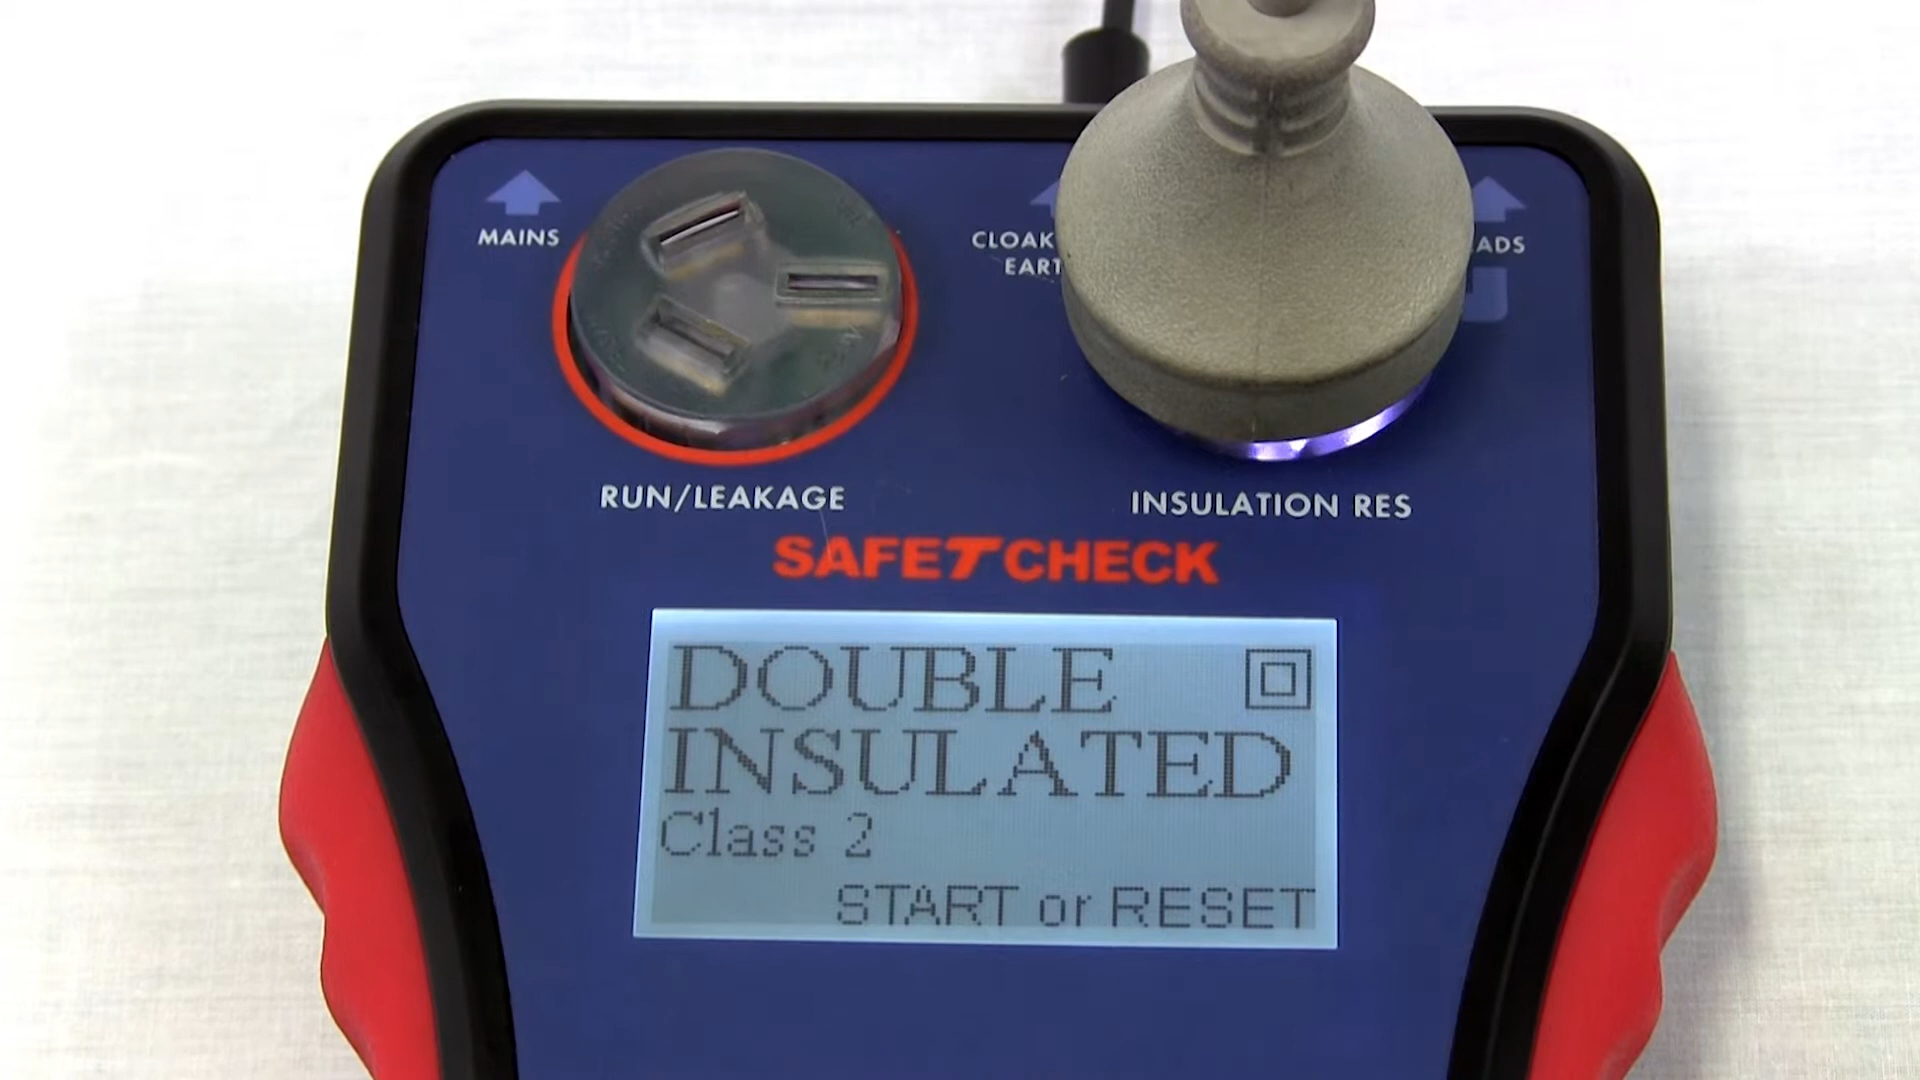 MAINS
CLOAK
EART
ADS
RUN/LEAKAGE
INSULATION RES
SAFETCHECK
DOUBLE
INSULATED
Class 2
START or RESET